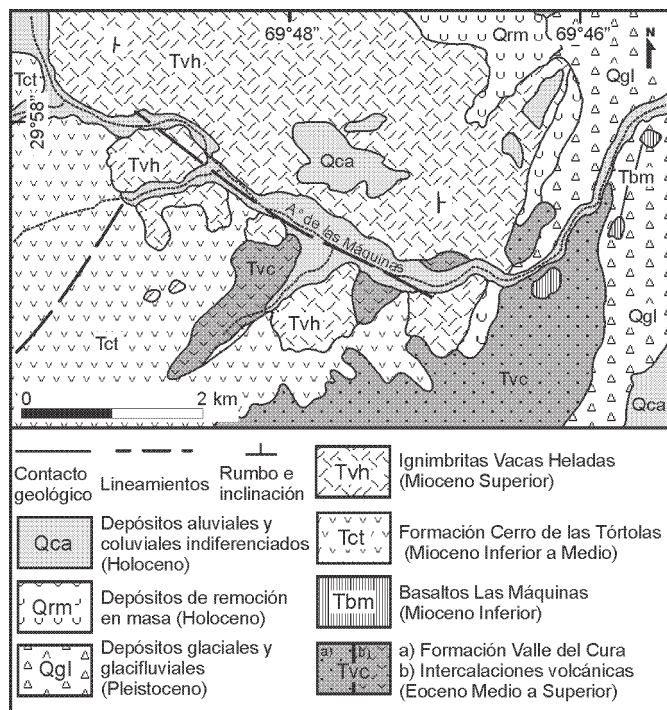 69°48"
69°46"
N
Tvh
Qrm
Qgl
Tct
29°58"
Tvh
Qca
Tbm
A° de las Máquinas
Tvc
Tvh
Qgl
Tct
Tvc
Qca
0 2 km
Contacto geológico
Lineamientos
Rumbo e inclinación
Qca
Depósitos aluviales y
coluviales indiferenciados
(Holoceno)
Qrm
Depósitos de remoción
en masa (Holoceno)
Qgl
Depósitos glaciales y
glacifluviales
(Pleistoceno)
Tvh
Ignimbritas Vacas Heladas
(Mioceno Superior)
Tct
Formación Cerro de las Tórtolas
(Mioceno Inferior a Medio)
Tbm
Basaltos Las Máquinas
(Mioceno Inferior)
a) b)
Tvc
a) Formación Valle del Cura
b) Intercalaciones volcánicas
(Eoceno Medio a Superior)